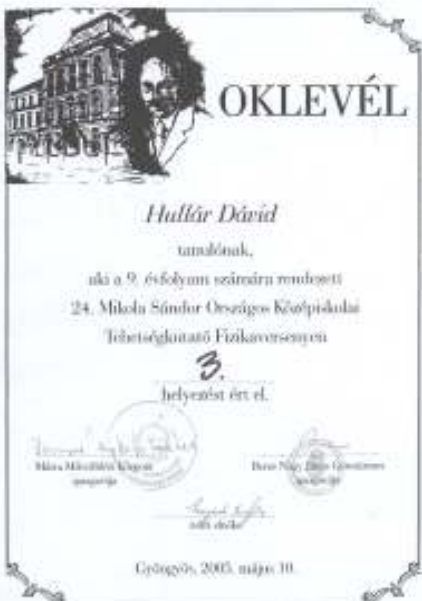 OKLEVÉL
Hullár Dávid
tanulónak,
aki a 9. évfolyam számára rendezett
24. Mikola Sándor Országos Középiskolai
Tehetségkutató Fizikaversenyen
3.
helyezést ért el.
Mátra Művelődési Központ
Berze Nagy János Gimnázium
igazgatója
igazgatója
elnöke
Gyöngyös, 2005. május 10.